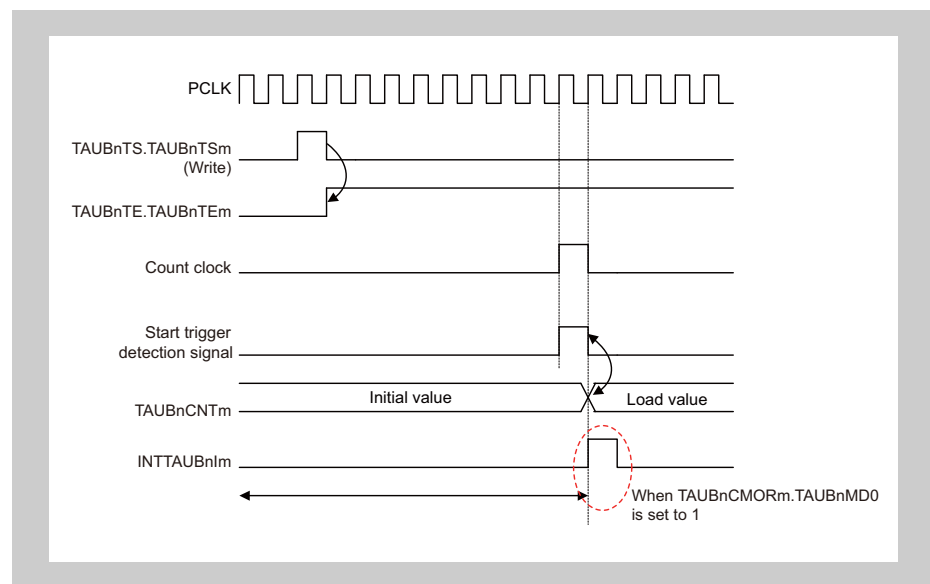 PCLK
TAUBnTS.TAUBnTSm
(Write)
TAUBnTE.TAUBnTEm
Count clock
Start trigger
detection signal
Initial value
Load value
TAUBnCNTm
INTTAUBnIm
When TAUBnCMORm.TAUBnMD0
is set to 1